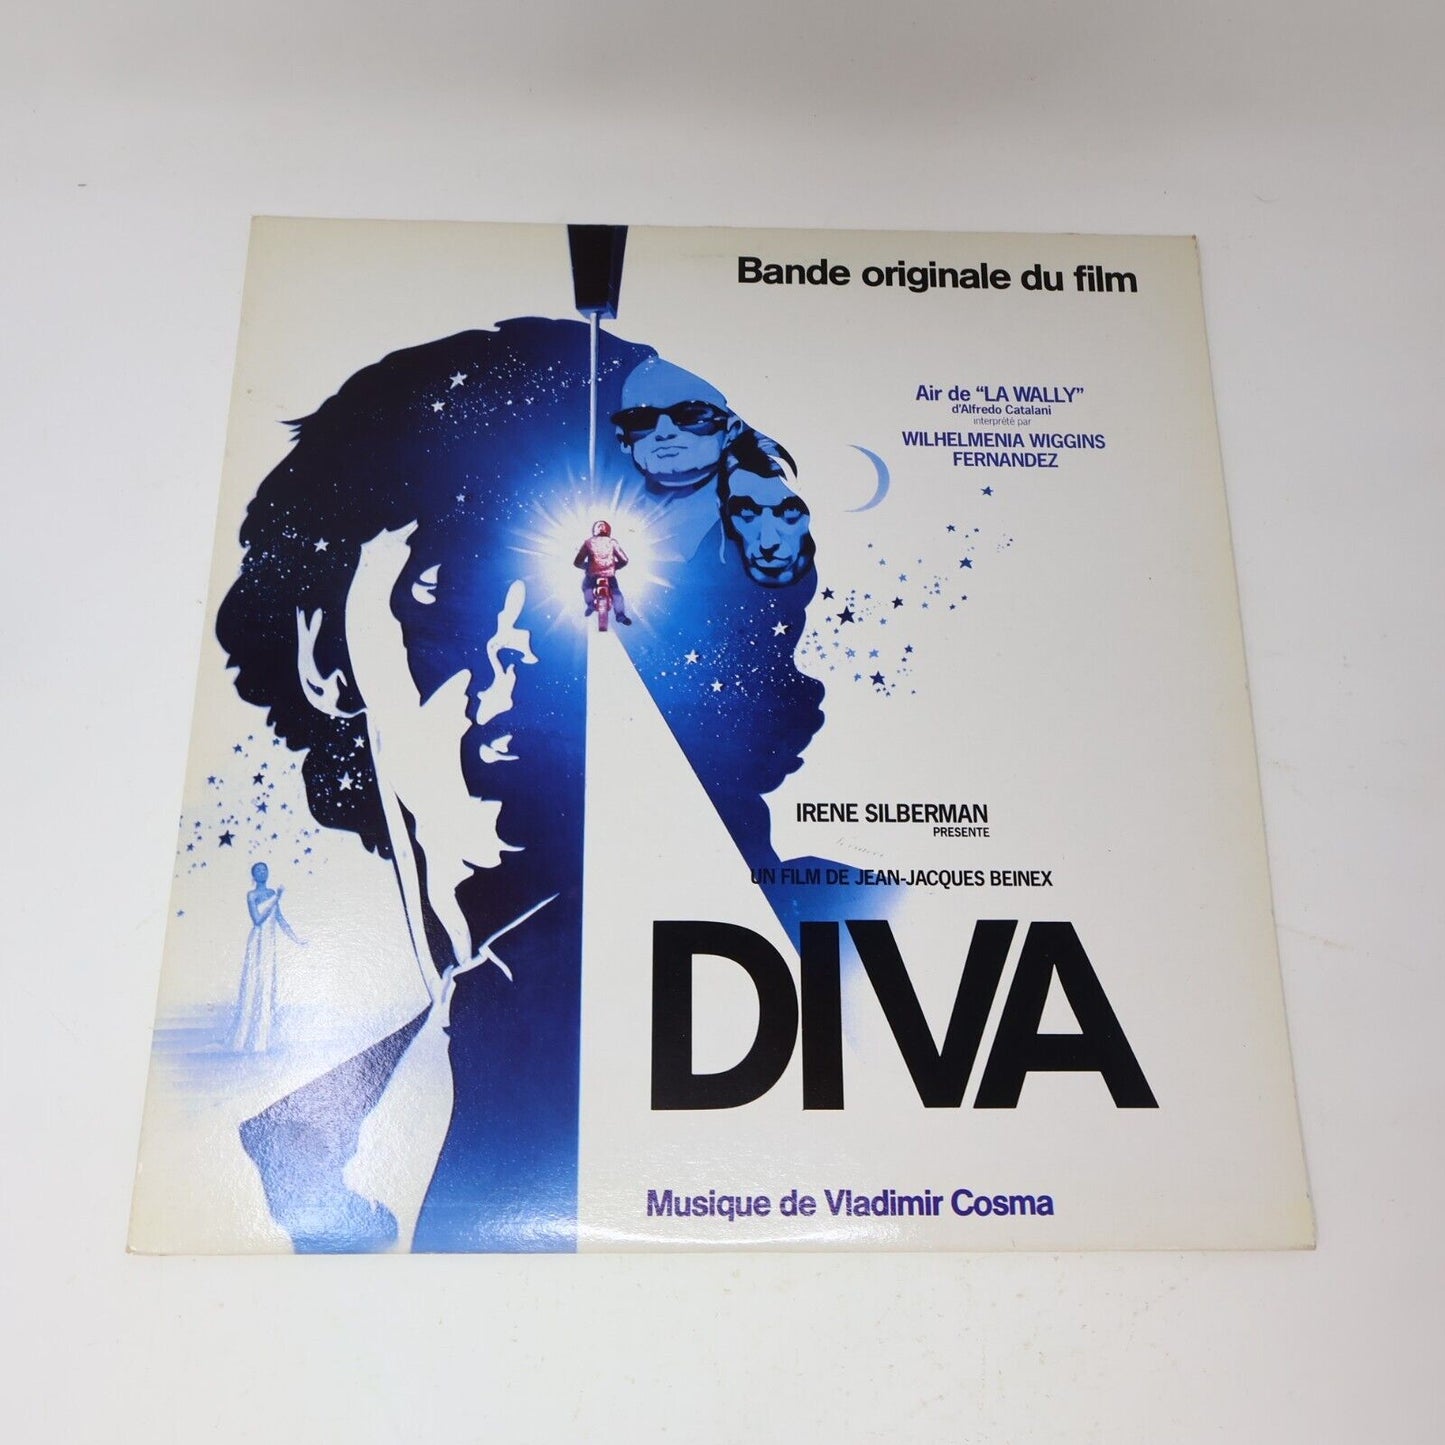 Bande originale du film
Air de “LA WALLY”
d'Alfredo Catalani
interprété par
WILHELMENIA WIGGINS
FERNANDEZ
IRENE SILBERMAN
PRESENTE
UN FILM DE JEAN-JACQUES BEINEX
DIVA
Musique de Vladimir Cosma